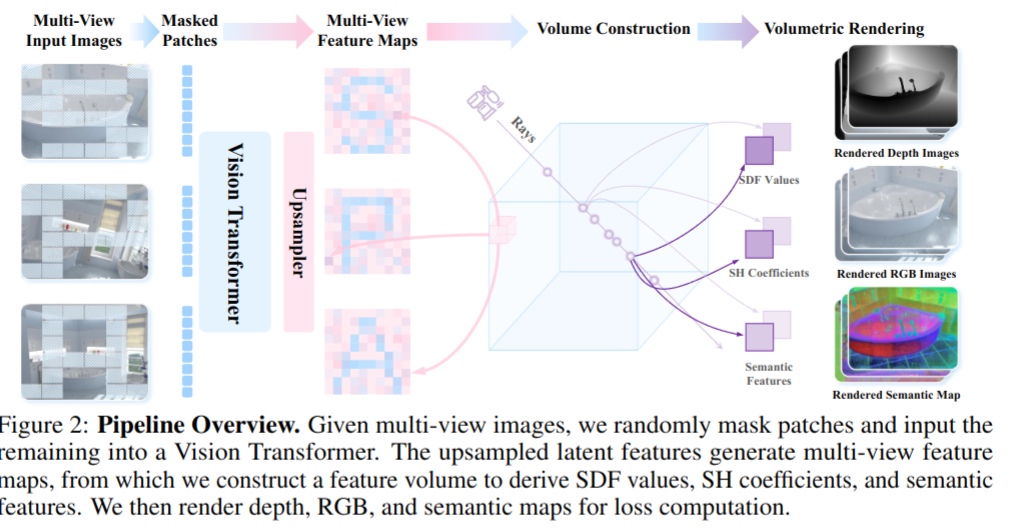 Multi-View
Input Images
Masked
Patches
Multi-View
Feature Maps
Volume Construction
Volumetric Rendering
Vision Transformer
Upsampler
Rays
SDF Values
SH Coefficients
Semantic
Features
Rendered Depth Images
Rendered RGB Images
Rendered Semantic Map
Figure 2: Pipeline Overview. Given multi-view images, we randomly mask patches and input the
remaining into a Vision Transformer. The upsampled latent features generate multi-view feature
maps, from which we construct a feature volume to derive SDF values, SH coefficients, and semantic
features. We then render depth, RGB, and semantic maps for loss computation.